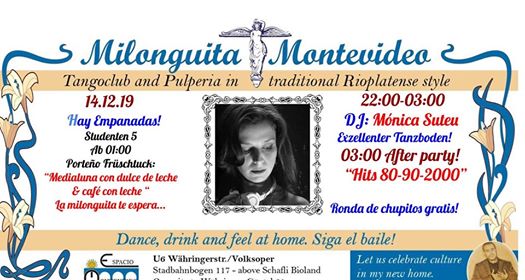 Milonguita Montevideo
Tangoclub and Pulperia in traditional Rioplatense style
14.12.19
Hay Empanadas!
Studenten 5
Ab 01:00
Porteño Früschluck:
“Medialuna con dulce de leche
& café con leche “
La milonguita te espera...
22:00-03:00
DJ: Mónica Suteu
Exzellenter Tanzboden!
03:00 After party!
“Hits 80-90-2000”
Ronda de chupitos gratis!
Dance, drink and feel at home. Siga el baile!
Espacio
U6 Währingerstr./Volksoper
Stadbahnbogen 117 - above Schafli Bioland
Let us celebrate culture
in my new home.